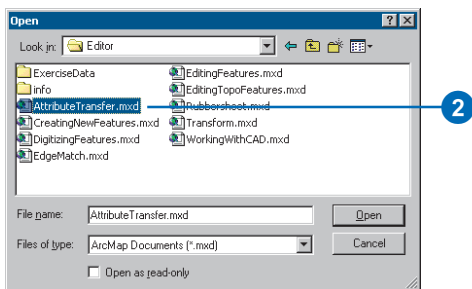 Open
Look in: Editor
ExerciseData
info
AttributeTransfer.mxd
CreatingNewFeatures.mxd
DigitizingFeatures.mxd
EdgeMatch.mxd
EditingFeatures.mxd
EditingTopoFeatures.mxd
Rubbersheet.mxd
Transform.mxd
WorkingWithCAD.mxd
2
File name: AttributeTransfer.mxd Open
Files of type: ArcMap Documents (*.mxd) Cancel
Open as read-only